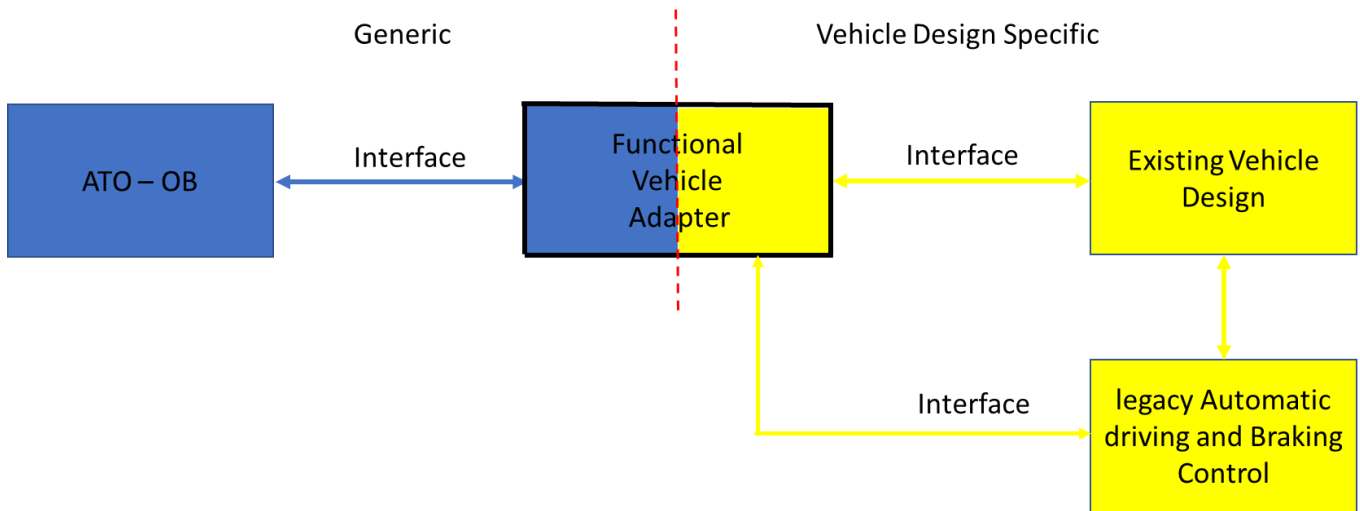 Generic
Vehicle Design Specific
ATO – OB
Interface
Functional
Vehicle
Adapter
Interface
Existing Vehicle
Design
Interface
legacy Automatic
driving and Braking
Control